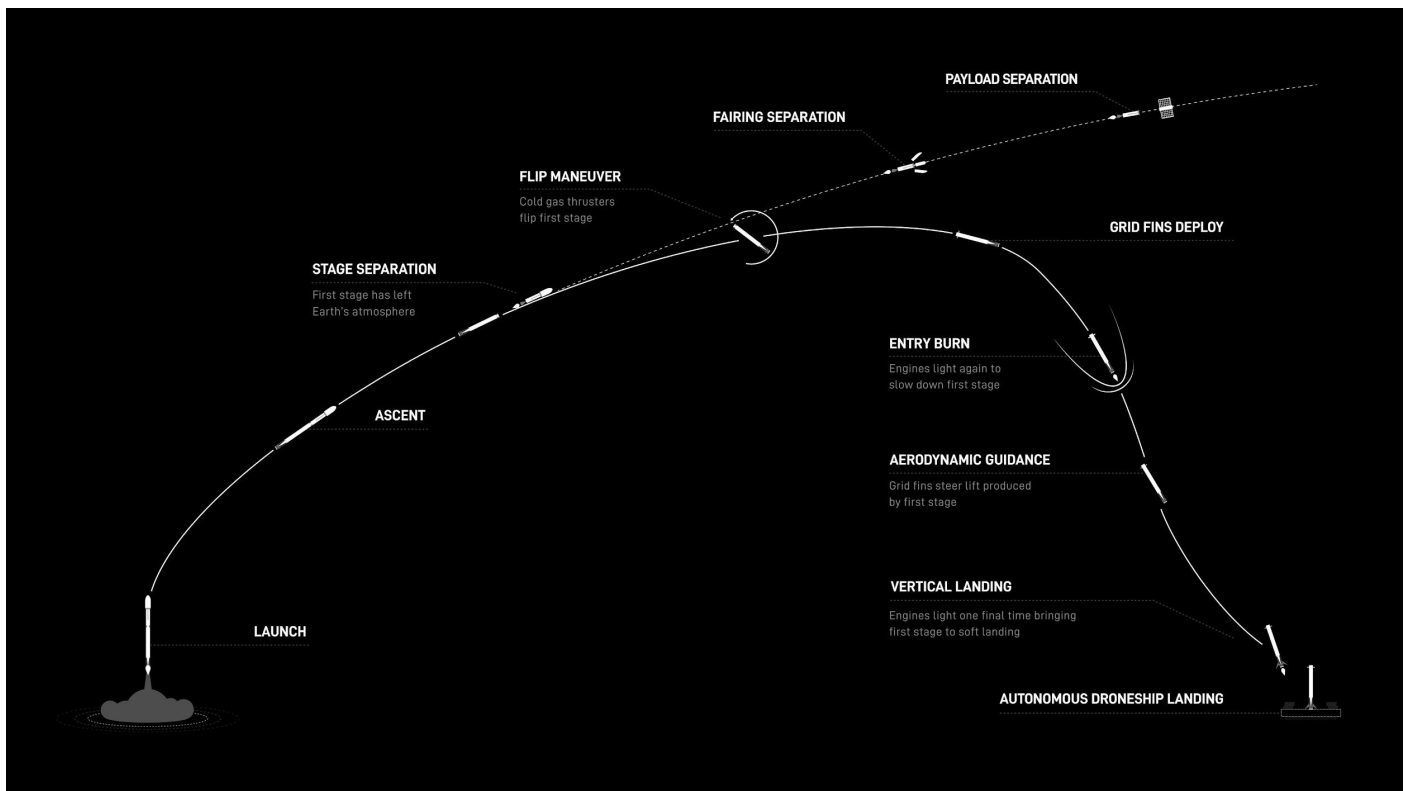 PAYLOAD SEPARATION
FAIRING SEPARATION
FLIP MANEUVER
Cold gas thrusters
flip first stage
GRID FINS DEPLOY
STAGE SEPARATION
First stage has left
Earth's atmosphere
ENTRY BURN
Engines light again to
slow down first stage
ASCENT
AERODYNAMIC GUIDANCE
Grid fins steer lift produced
by first stage
VERTICAL LANDING
Engines light one final time bringing
first stage to soft landing
LAUNCH
AUTONOMOUS DRONESHIP LANDING